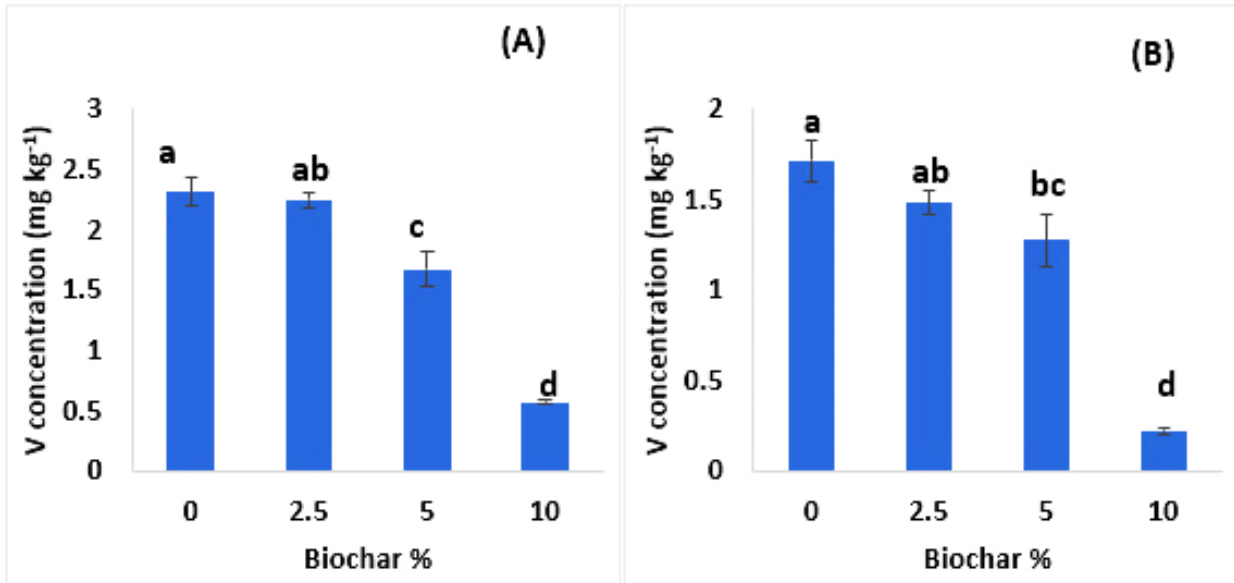 (A)
V concentration (mg kg⁻¹)
3
2.5
2
1.5
1
0.5
0
a
ab
c
d
0 2.5 5 10
Biochar %
(B)
V concentration (mg kg⁻¹)
2
1.5
1
0.5
0
a
ab
bc
d
0 2.5 5 10
Biochar %